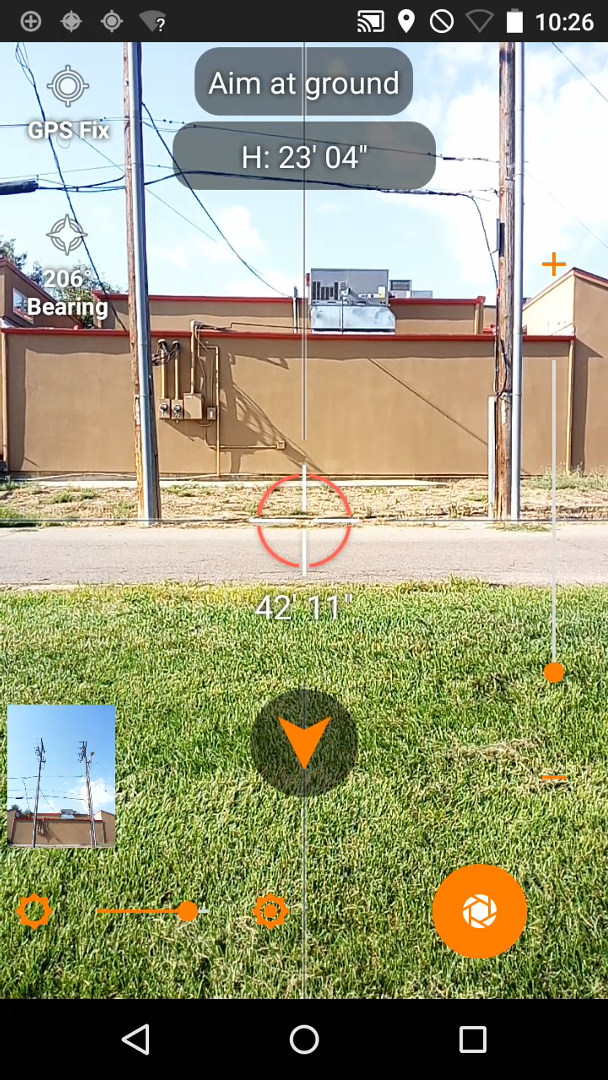 10:26
Aim at ground
GPS Fix
H: 23' 04"
206°
Bearing
42' 11"